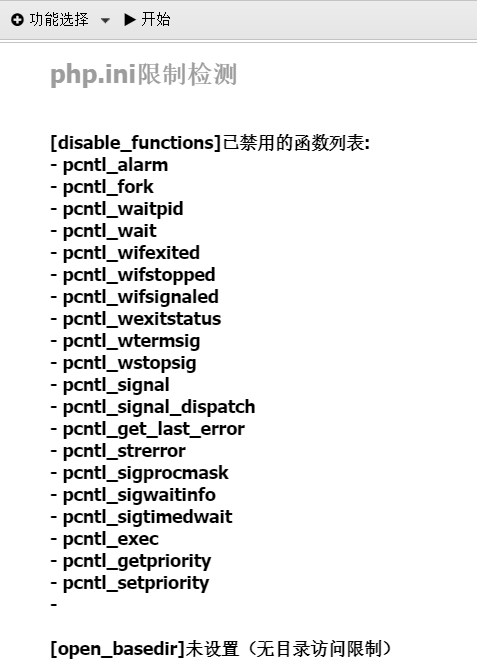 功能选择 开始
php.ini限制检测
[disable_functions]已禁用的函数列表:
- pcntl_alarm
- pcntl_fork
- pcntl_waitpid
- pcntl_wait
- pcntl_wifexited
- pcntl_wifstopped
- pcntl_wifsignaled
- pcntl_wexitstatus
- pcntl_wtermsig
- pcntl_wstopsig
- pcntl_signal
- pcntl_signal_dispatch
- pcntl_get_last_error
- pcntl_strerror
- pcntl_sigprocmask
- pcntl_sigwaitinfo
- pcntl_sigtimedwait
- pcntl_exec
- pcntl_getpriority
- pcntl_setpriority
-
[open_basedir]未设置（无目录访问限制）